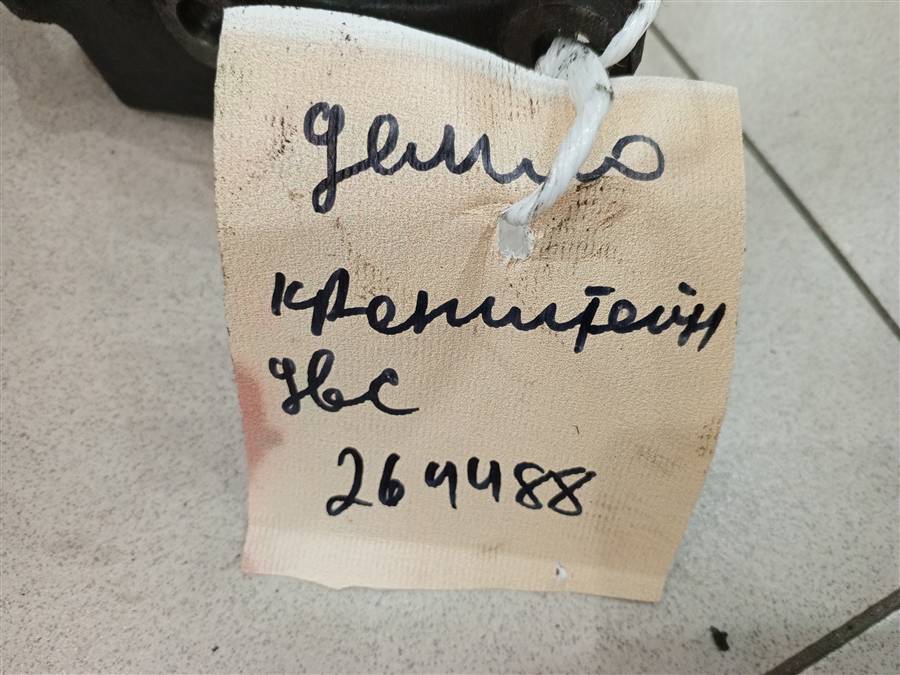 демио
кронштейн
двс
264488